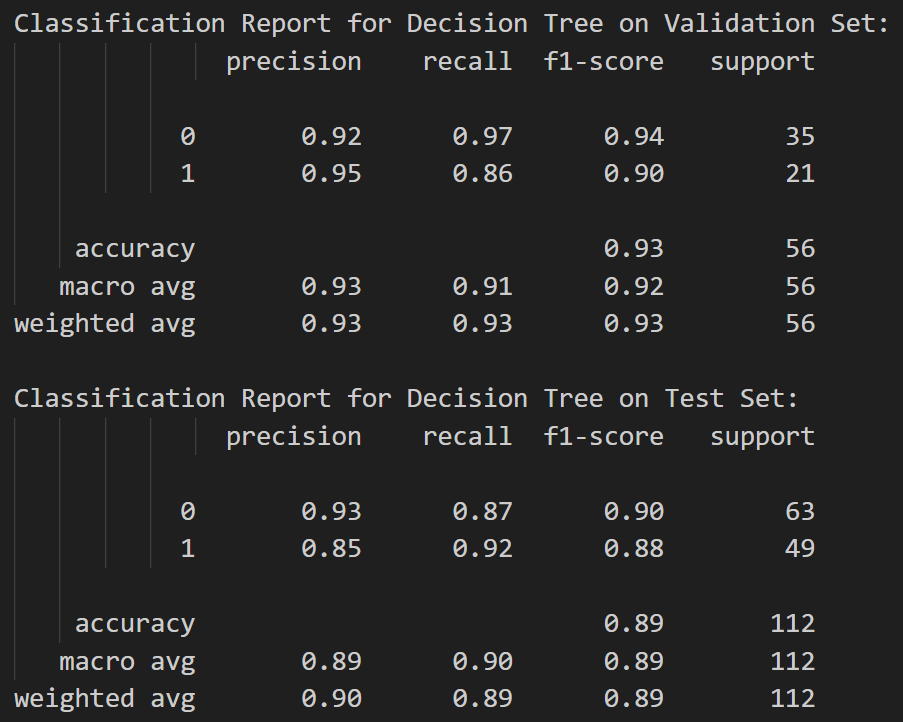 Classification Report for Decision Tree on Validation Set:
precision recall f1-score support
0 0.92 0.97 0.94 35
1 0.95 0.86 0.90 21
accuracy 0.93 56
macro avg 0.93 0.91 0.92 56
weighted avg 0.93 0.93 0.93 56
Classification Report for Decision Tree on Test Set:
precision recall f1-score support
0 0.93 0.87 0.90 63
1 0.85 0.92 0.88 49
accuracy 0.89 112
macro avg 0.89 0.90 0.89 112
weighted avg 0.90 0.89 0.89 112